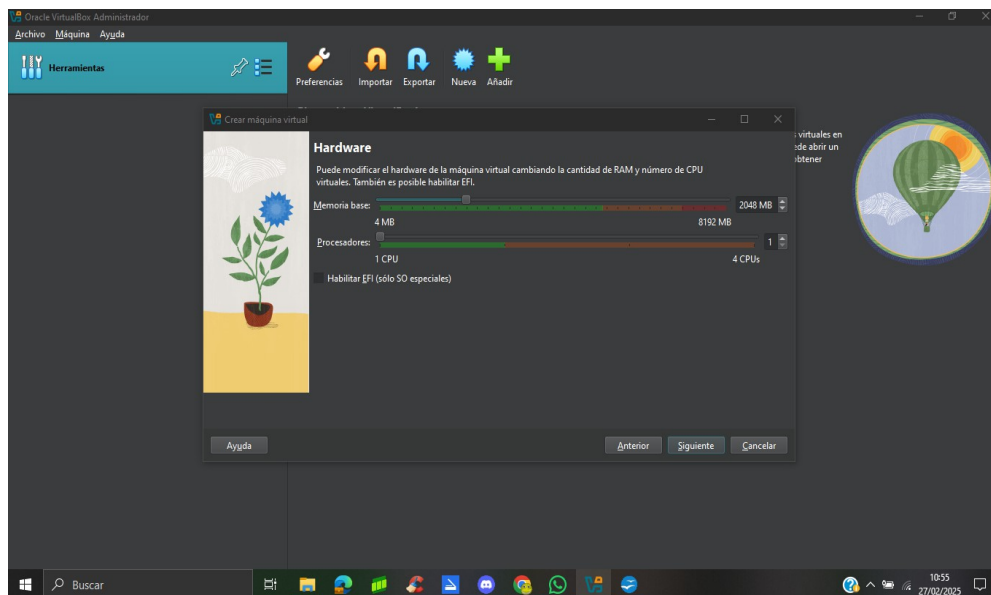 Oracle VirtualBox Administrador
Archivo Máquina Ayuda
Herramientas
Preferencias Importar Exportar Nueva Añadir
Crear máquina virtual
virtuales en
ede abrir un
obtener
Hardware
Puede modificar el hardware de la máquina virtual cambiando la cantidad de RAM y número de CPU
virtuales. También es posible habilitar EFI.
Memoria base: 2048 MB
4 MB 8192 MB
Procesadores: 1
1 CPU 4 CPUs
Habilitar EFI (sólo SO especiales)
Ayuda Anterior Siguiente Cancelar
Buscar
10:55
27/02/2025